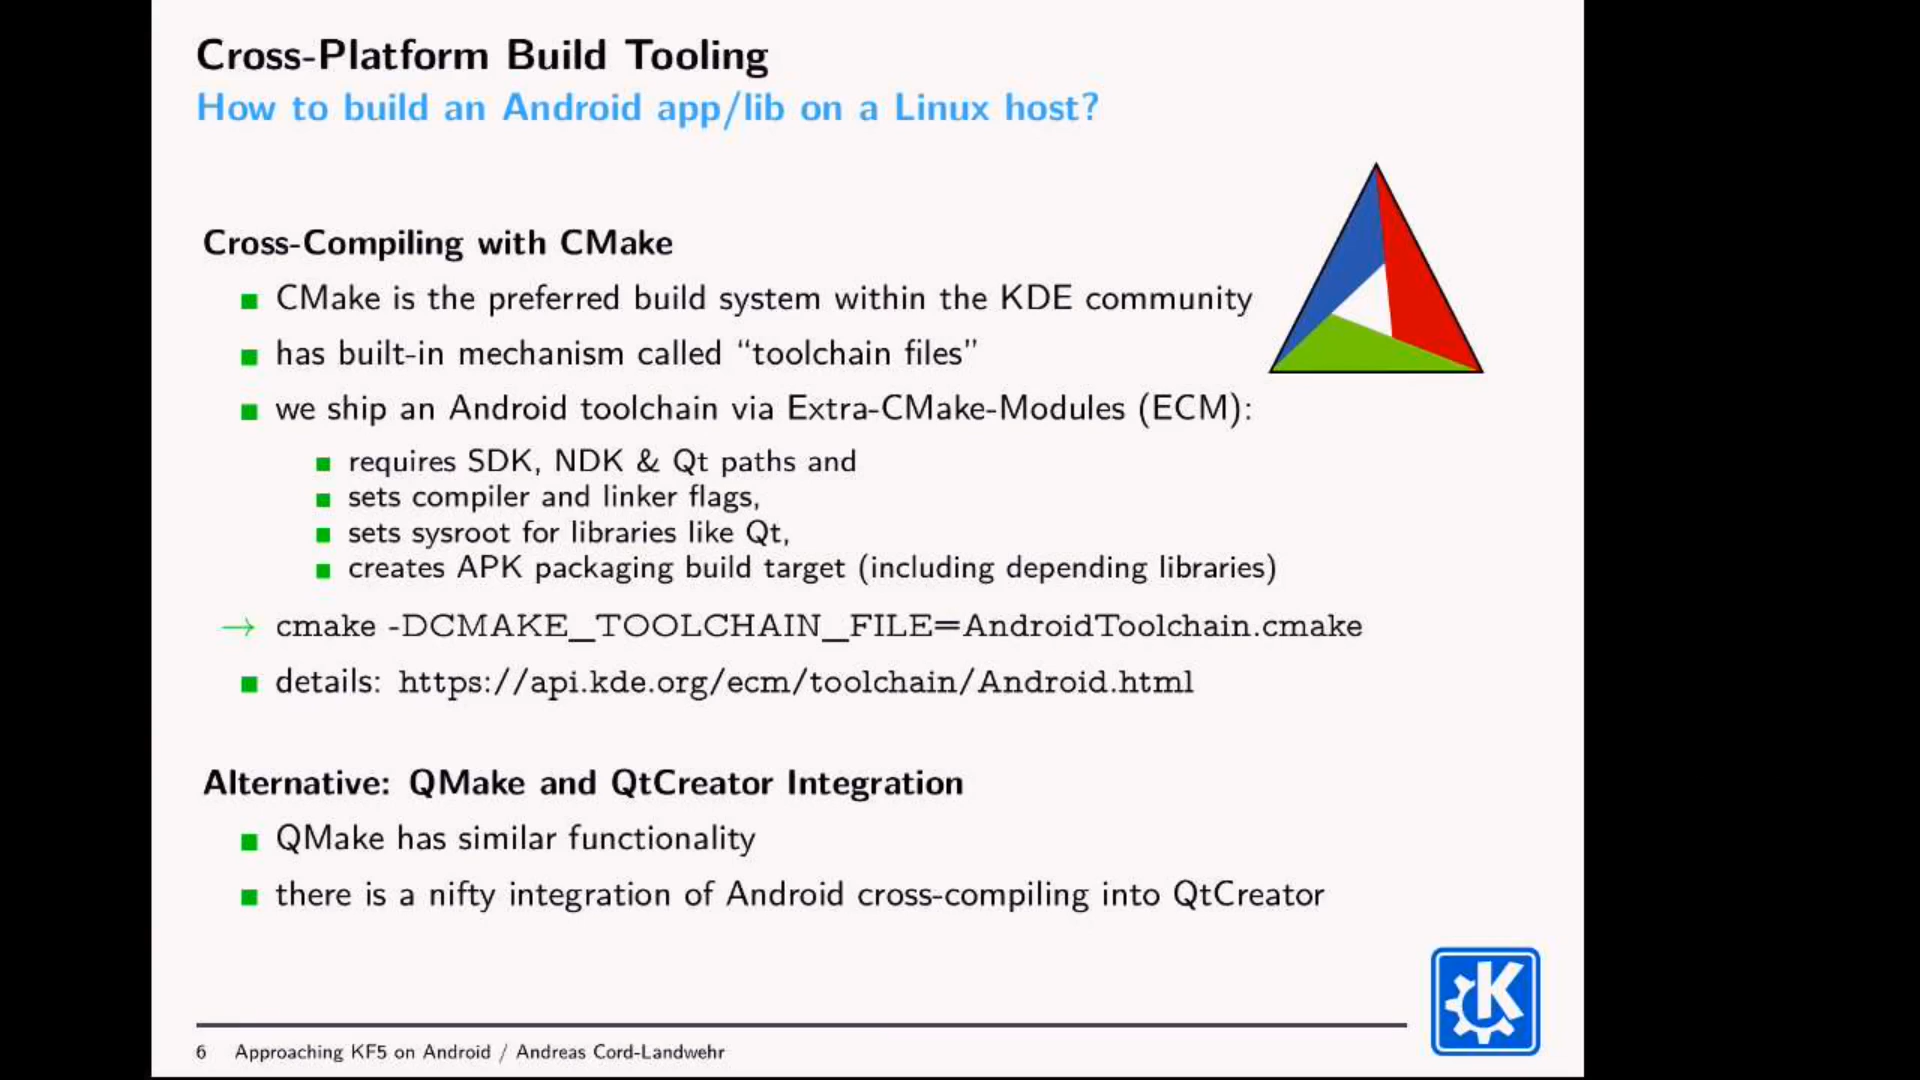 Cross-Platform Build Tooling
How to build an Android app/lib on a Linux host?
Cross-Compiling with CMake
CMake is the preferred build system within the KDE community
has built-in mechanism called “toolchain files”
we ship an Android toolchain via Extra-CMake-Modules (ECM):
requires SDK, NDK & Qt paths and
sets compiler and linker flags,
sets sysroot for libraries like Qt,
creates APK packaging build target (including depending libraries)
→ cmake -DCMAKE_TOOLCHAIN_FILE=AndroidToolchain.cmake
details: https://api.kde.org/ecm/toolchain/Android.html
Alternative: QMake and QtCreator Integration
QMake has similar functionality
there is a nifty integration of Android cross-compiling into QtCreator
K
6 Approaching KF5 on Android / Andreas Cord-Landwehr